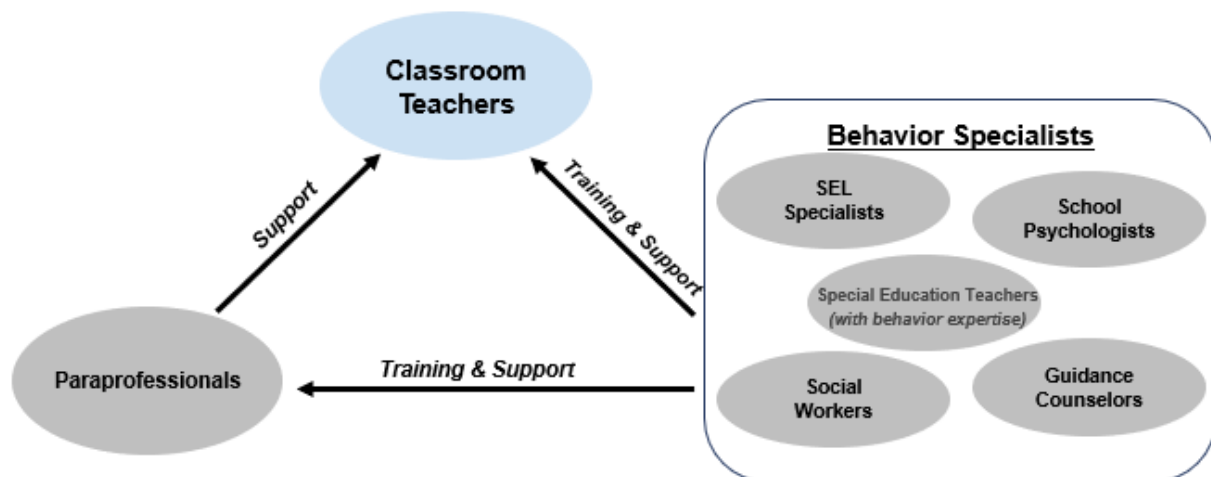 Classroom
Teachers
Support
Training & Support
Paraprofessionals
Training & Support
Behavior Specialists
SEL
Specialists
School
Psychologists
Special Education Teachers
(with behavior expertise)
Social
Workers
Guidance
Counselors